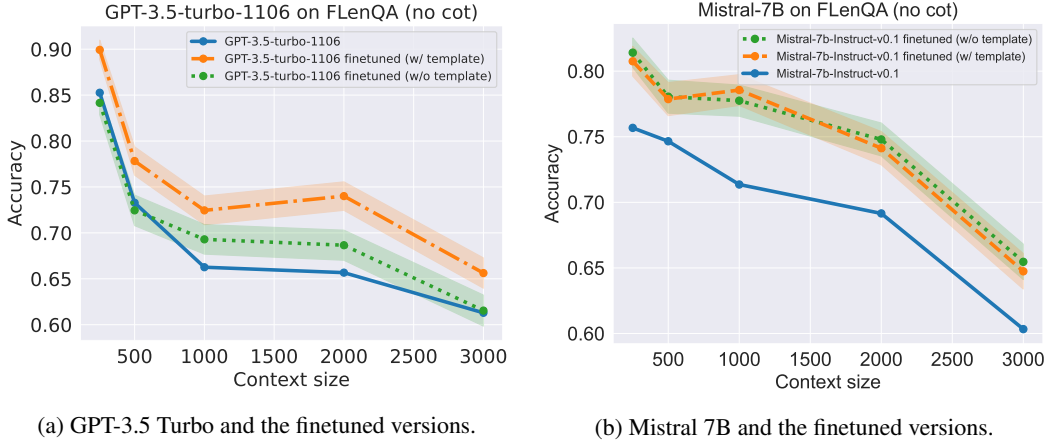 GPT-3.5-turbo-1106 on FLenQA (no cot)
GPT-3.5-turbo-1106
GPT-3.5-turbo-1106 finetuned (w/ template)
GPT-3.5-turbo-1106 finetuned (w/o template)
Accuracy
0.90
0.85
0.80
0.75
0.70
0.65
0.60
500
1000
1500
2000
2500
3000
Context size
(a) GPT-3.5 Turbo and the finetuned versions.
Mistral-7B on FLenQA (no cot)
Mistral-7b-Instruct-v0.1 finetuned (w/o template)
Mistral-7b-Instruct-v0.1 finetuned (w/ template)
Mistral-7b-Instruct-v0.1
Accuracy
0.80
0.75
0.70
0.65
0.60
500
1000
1500
2000
2500
3000
Context size
(b) Mistral 7B and the finetuned versions.